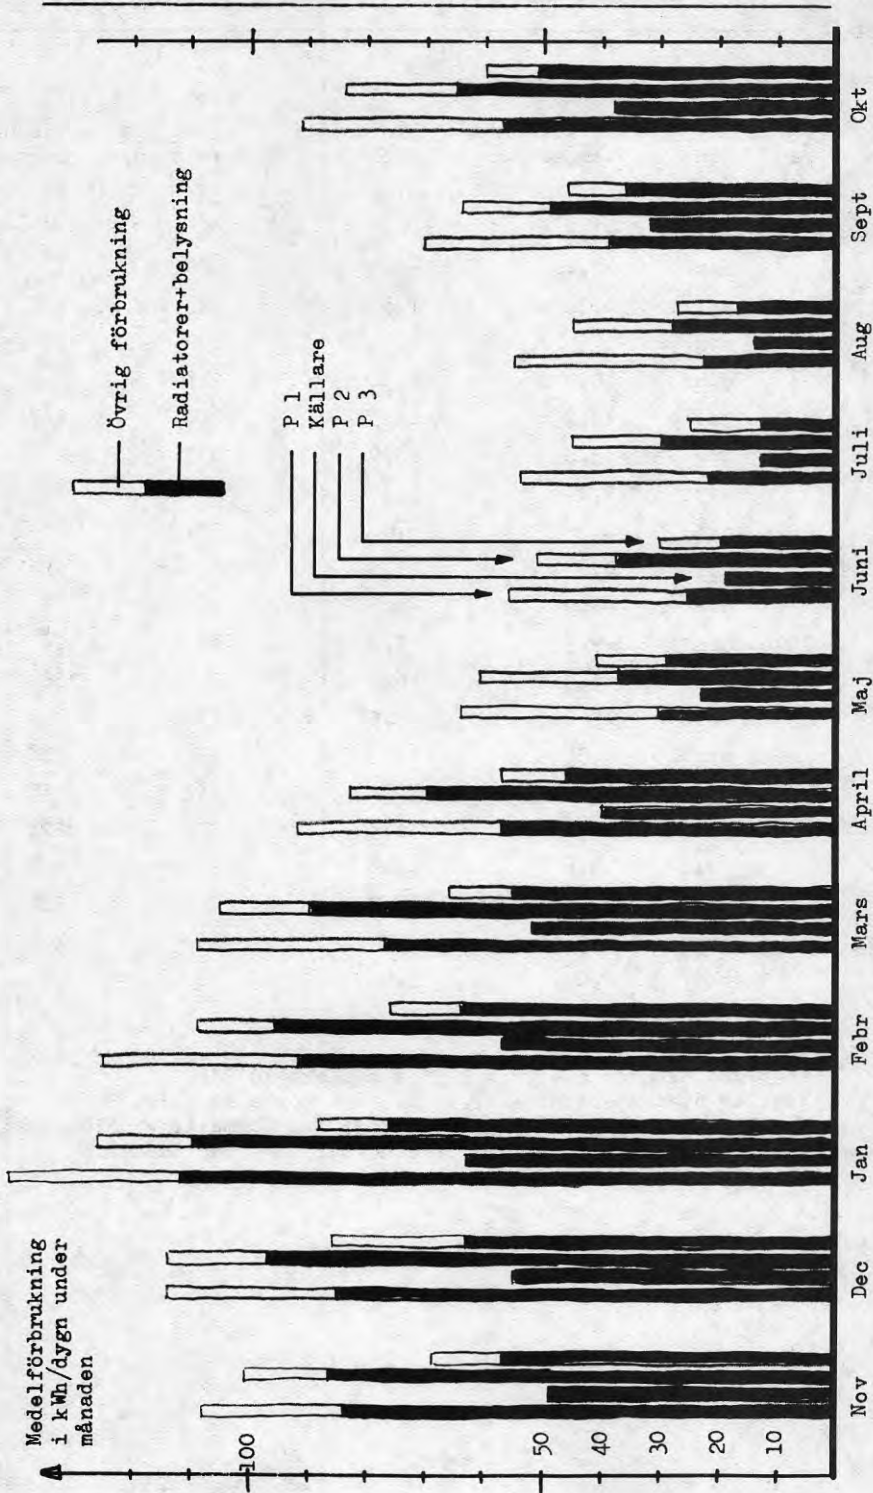 Medelförbrukning
i kWh/dygn under
månaden
Övrig förbrukning
Radiatorer+belysning
P 1
Källare
P 2
P 3
100
50
40
30
20
10
Nov
Dec
Jan
Febr
Mars
April
Maj
Juni
Juli
Aug
Sept
Okt